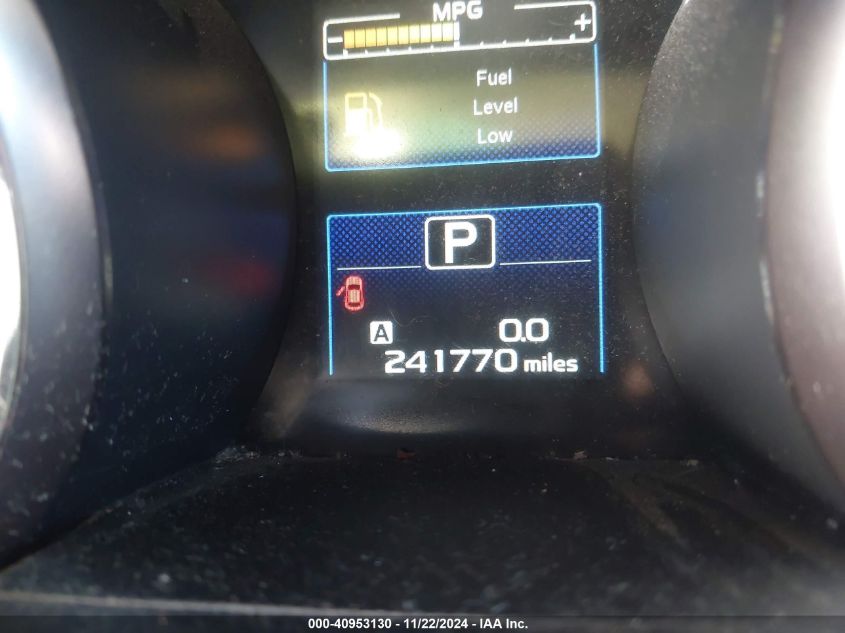 MPG
- +
Fuel
Level
Low
P
A 0.0
241770 miles
000-40953130 - 11/22/2024 - IAA Inc.